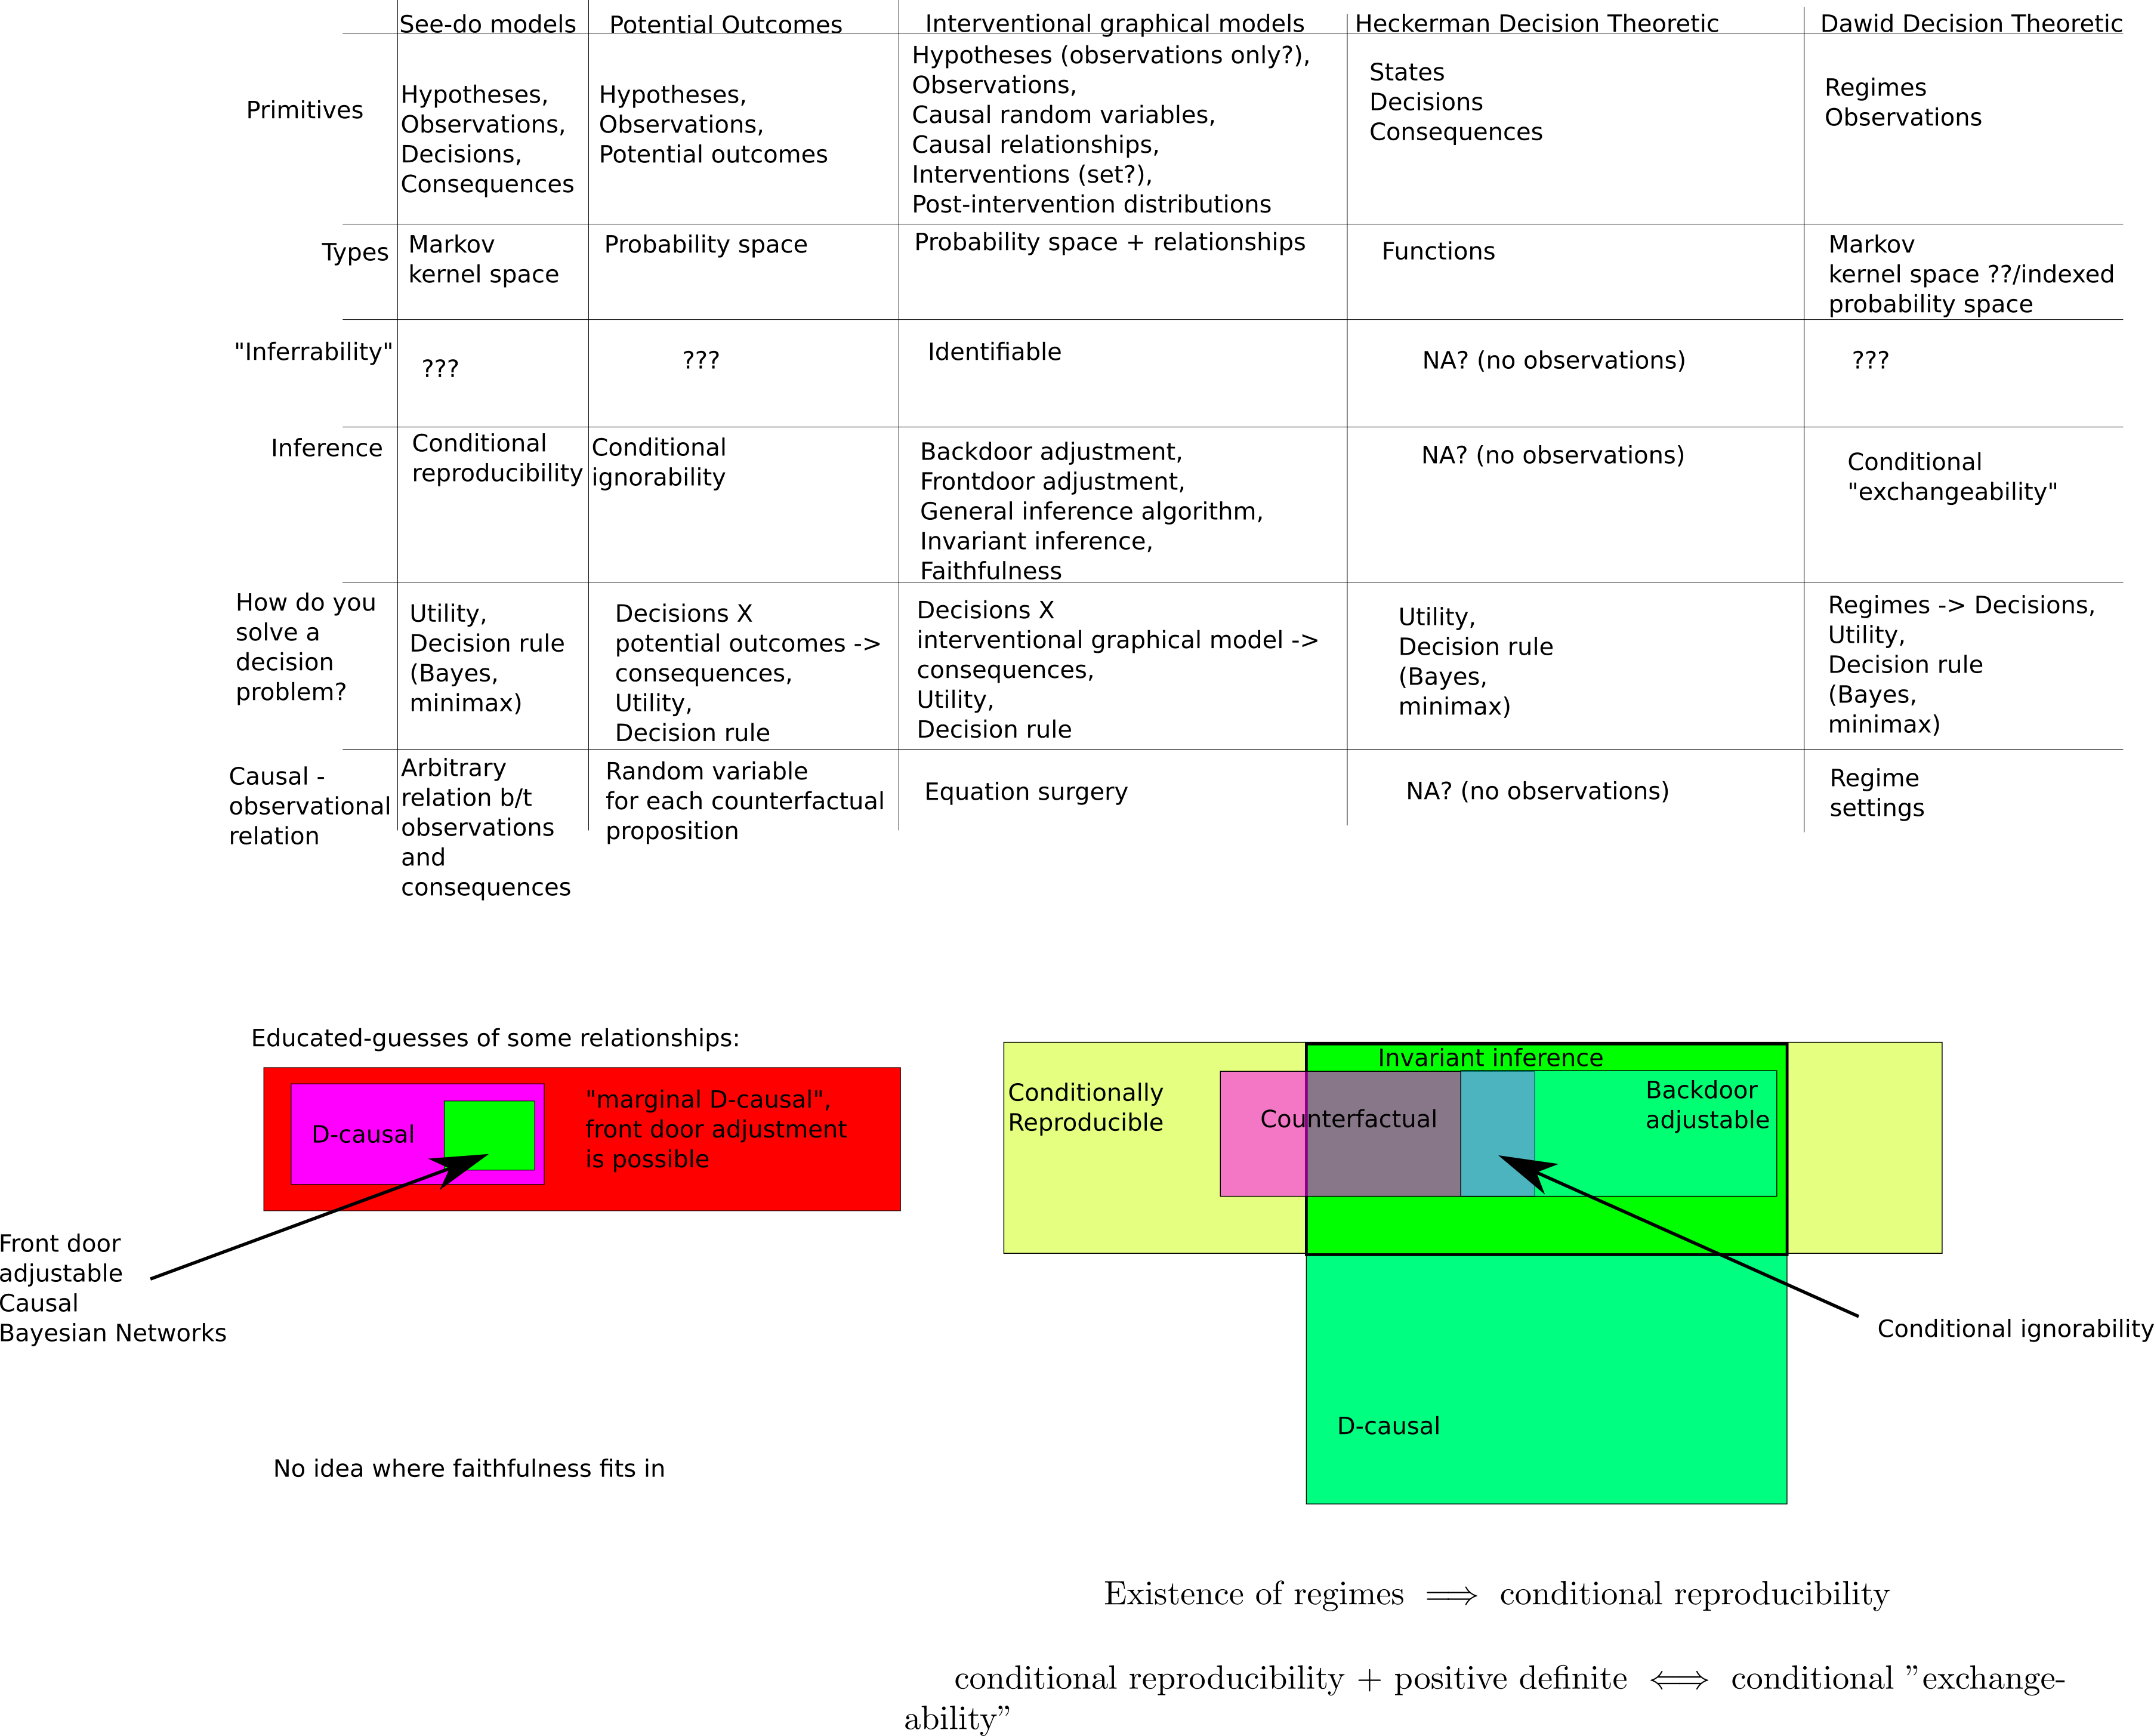 See-do models
Potential Outcomes
Interventional graphical models
Heckerman Decision Theoretic
Dawid Decision Theoretic
Primitives
Hypotheses,
Observations,
Decisions,
Consequences
Hypotheses,
Observations,
Potential outcomes
Hypotheses (observations only?),
Observations,
Causal random variables,
Causal relationships,
Interventions (set?),
Post-intervention distributions
States
Decisions
Consequences
Regimes
Observations
Types
Markov
kernel space
Probability space
Probability space + relationships
Functions
Markov
kernel space ??/indexed
probability space
"Inferrability"
???
???
Identifiable
NA? (no observations)
???
Inference
Conditional
reproducibility
Conditional
ignorability
Backdoor adjustment,
Frontdoor adjustment,
General inference algorithm,
Invariant inference,
Faithfulness
NA? (no observations)
Conditional
"exchangeability"
How do you
solve a
decision
problem?
Utility,
Decision rule
(Bayes,
minimax)
Decisions X
potential outcomes ->
consequences,
Utility,
Decision rule
Decisions X
interventional graphical model ->
consequences,
Utility,
Decision rule
Utility,
Decision rule
(Bayes,
minimax)
Regimes -> Decisions,
Utility,
Decision rule
(Bayes,
minimax)
Causal -
observational
relation
Arbitrary
relation b/t
observations
and
consequences
Random variable
for each counterfactual
proposition
Equation surgery
NA? (no observations)
Regime
settings
Educated-guesses of some relationships:
D-causal
"marginal D-causal",
front door adjustment
is possible
Front door
adjustable
Causal
Bayesian Networks
No idea where faithfulness fits in
Invariant inference
Conditionally
Reproducible
Counterfactual
Backdoor
adjustable
Conditional ignorability
D-causal
Existence of regimes ⟹ conditional reproducibility
conditional reproducibility + positive definite ⟺ conditional ”exchange-
ability”